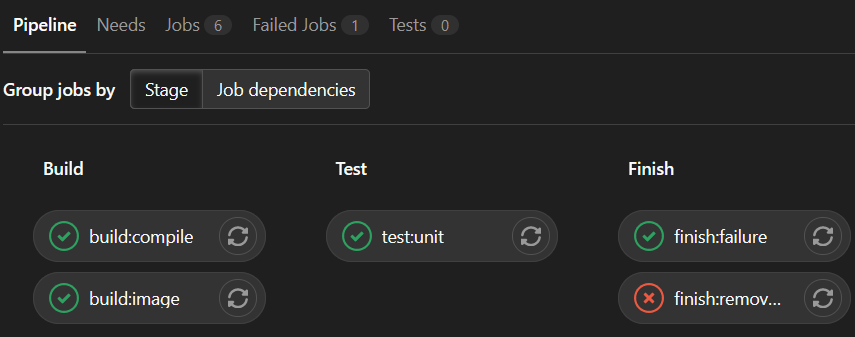 Pipeline Needs Jobs 6 Failed Jobs 1 Tests 0
Group jobs by Stage Job dependencies
Build Test Finish
build:compile test:unit finish:failure
build:image finish:remov...